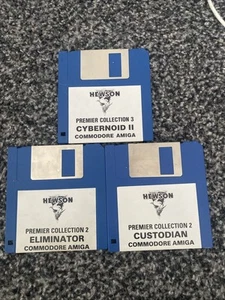 HEWSON
PREMIER COLLECTION 3
CYBERNOID II
COMMODORE AMIGA
HEWSON
PREMIER COLLECTION 2
ELIMINATOR
COMMODORE AMIGA
HEWSON
PREMIER COLLECTION 2
CUSTODIAN
COMMODORE AMIGA